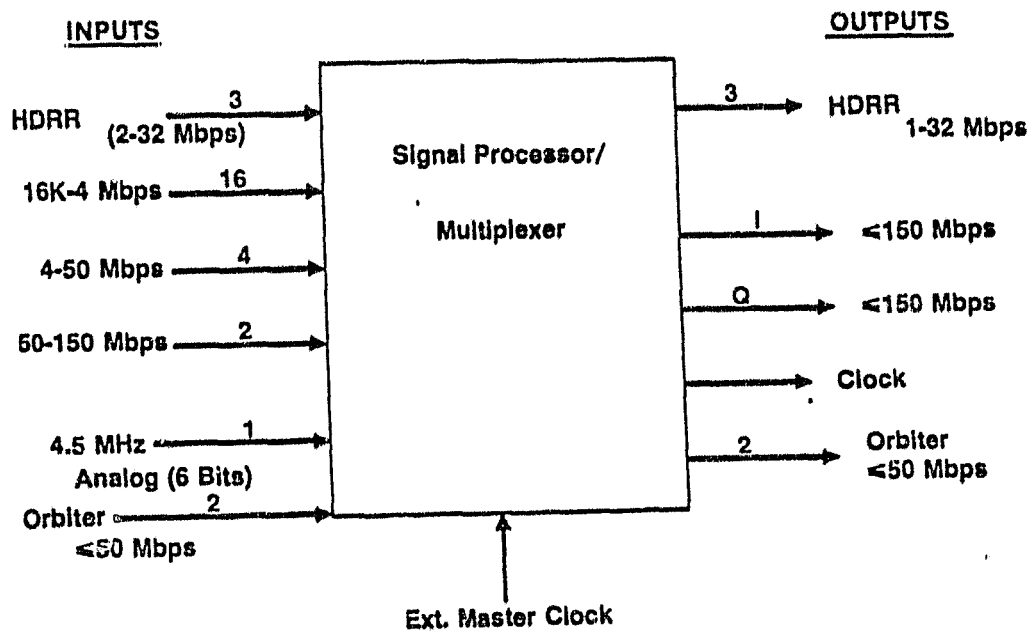 INPUTS
OUTPUTS
HDRR
3
(2-32 Mbps)
16K-4 Mbps
16
4-50 Mbps
4
50-150 Mbps
2
4.5 MHz
1
Analog (6 Bits)
Orbiter
2
≤50 Mbps
Signal Processor/
Multiplexer
3
HDRR
1-32 Mbps
I
≤150 Mbps
Q
≤150 Mbps
Clock
2
Orbiter
≤50 Mbps
Ext. Master Clock